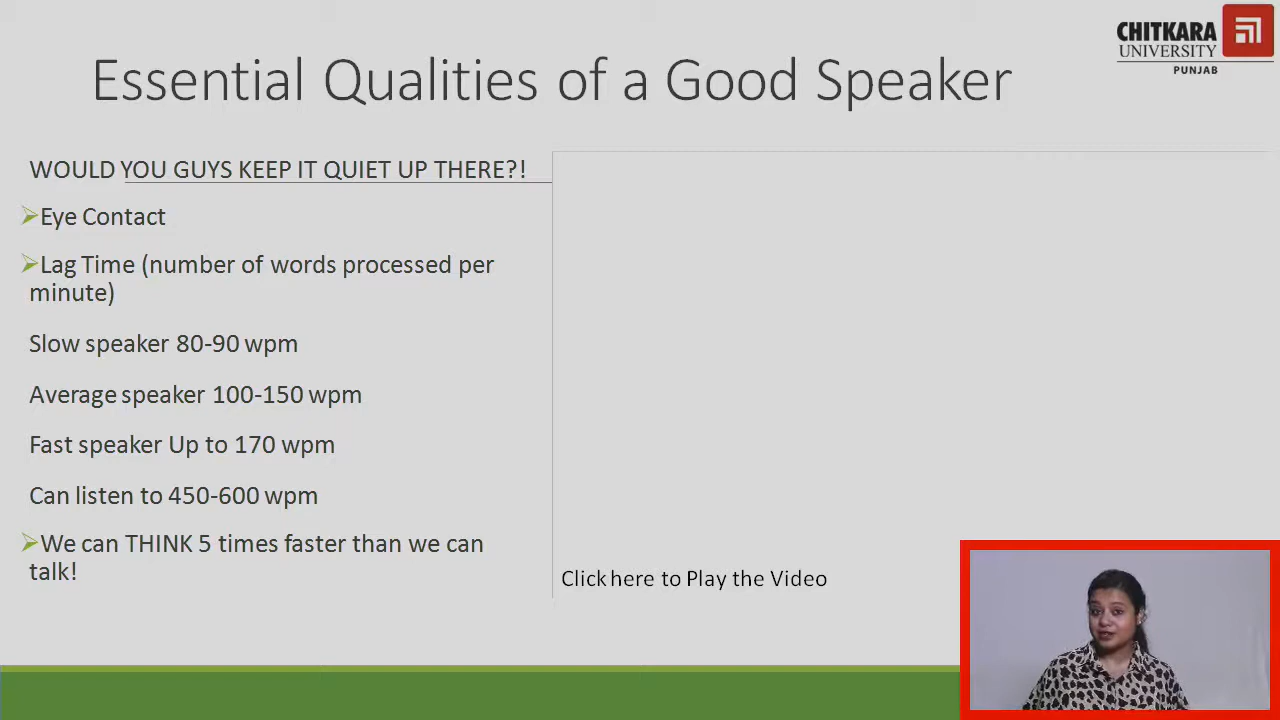 CHITKARA
UNIVERSITY
PUNJAB
Essential Qualities of a Good Speaker
WOULD YOU GUYS KEEP IT QUIET UP THERE?!
Eye Contact
Lag Time (number of words processed per
minute)
Slow speaker 80-90 wpm
Average speaker 100-150 wpm
Fast speaker Up to 170 wpm
Can listen to 450-600 wpm
We can THINK 5 times faster than we can
talk!
Click here to Play the Video